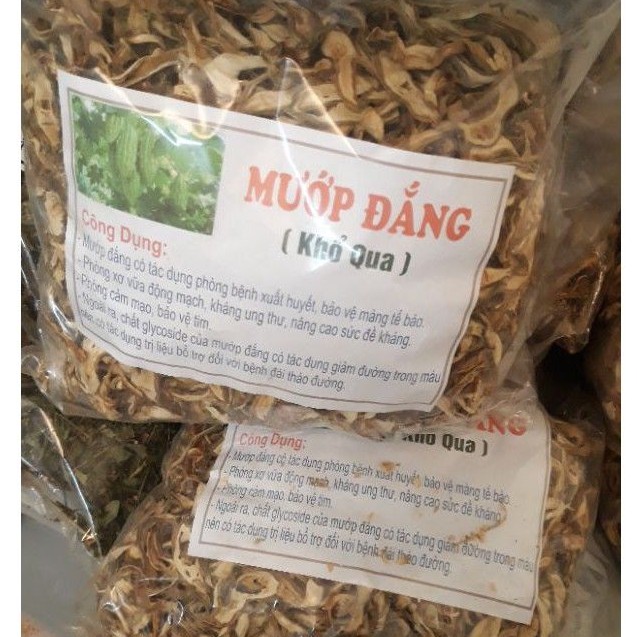 MƯỚP ĐẮNG
( Khổ Qua )
Công Dụng:
- Mướp đắng có tác dụng phòng bệnh xuất huyết, bảo vệ màng tế bào.
- Phòng xơ vữa động mạch, kháng ung thư, nâng cao sức đề kháng.
- Phòng cảm mạo, bảo vệ tim.
- Ngoài ra, chất glycoside của mướp đắng có tác dụng giảm đường trong máu
nên có tác dụng trị liệu bổ trợ đối với bệnh đái tháo đường.
Khổ Qua )
Công Dụng:
- Mướp đắng có tác dụng phòng bệnh xuất huyết, bảo vệ màng tế bào.
- Phòng xơ vữa động mạch, kháng ung thư, nâng cao sức đề kháng.
- Phòng cảm mạo, bảo vệ tim.
- Ngoài ra, chất glycoside của mướp đắng có tác dụng giảm đường trong máu
nên có tác dụng trị liệu bổ trợ đối với bệnh đái tháo đường.